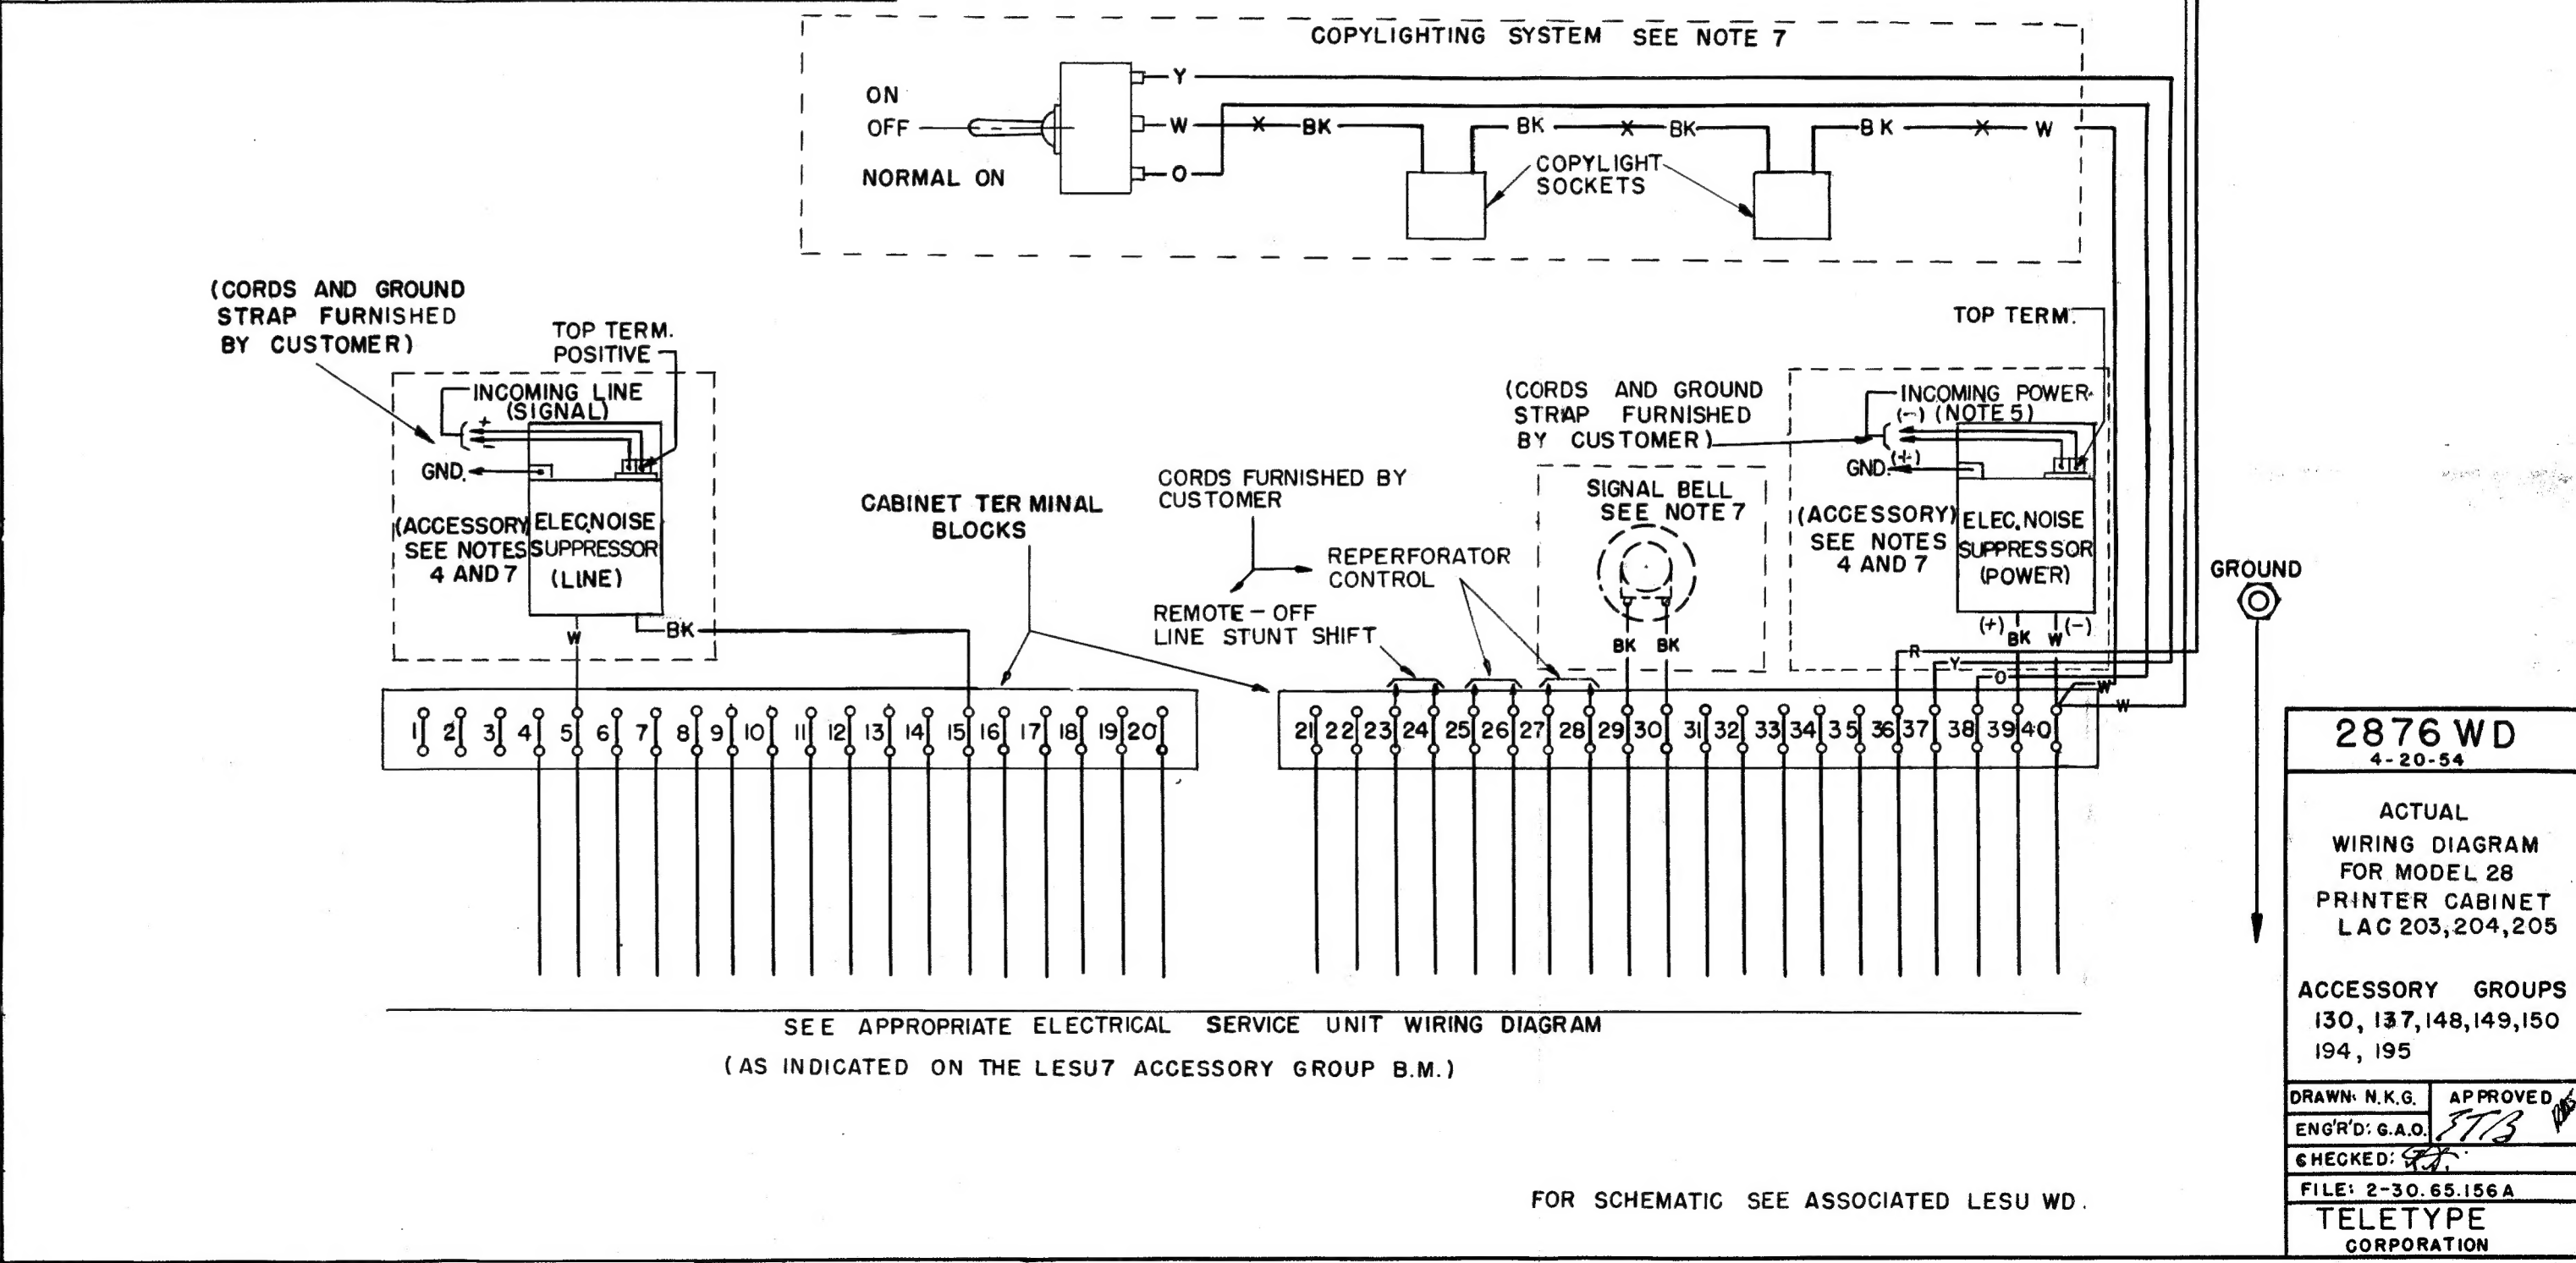 COPYLIGHTING SYSTEM SEE NOTE 7
Y
ON
OFF
W
BK
BK
BK
BK
W
NORMAL ON
O
COPYLIGHT
SOCKETS
(CORDS AND GROUND
STRAP FURNISHED
BY CUSTOMER)
TOP TERM.
POSITIVE
INCOMING LINE
(SIGNAL)
+
-
GND.
(ACCESSORY)
SEE NOTES
4 AND 7
ELEC.NOISE
SUPPRESSOR
(LINE)
W
BK
CABINET TERMINAL
BLOCKS
CORDS FURNISHED BY
CUSTOMER
REPERFORATOR
CONTROL
REMOTE-OFF
LINE STUNT SHIFT
(CORDS AND GROUND
STRAP FURNISHED
BY CUSTOMER)
SIGNAL BELL
SEE NOTE 7
BK
BK
TOP TERM.
INCOMING POWER
(-) (NOTE 5)
(+)
GND.
(ACCESSORY)
SEE NOTES
4 AND 7
ELEC.NOISE
SUPPRESSOR
(POWER)
(+) BK W (-)
R
Y
O
W
W
GROUND
1 2 3 4 5 6 7 8 9 10 11 12 13 14 15 16 17 18 19 20
21 22 23 24 25 26 27 28 29 30 31 32 33 34 35 36 37 38 39 40
SEE APPROPRIATE ELECTRICAL SERVICE UNIT WIRING DIAGRAM
(AS INDICATED ON THE LESU7 ACCESSORY GROUP B.M.)
FOR SCHEMATIC SEE ASSOCIATED LESU WD.
2876 WD
4-20-54
ACTUAL
WIRING DIAGRAM
FOR MODEL 28
PRINTER CABINET
LAC 203,204,205
ACCESSORY GROUPS
130, 137,148,149,150
194, 195
DRAWN: N.K.G.
APPROVED
ENG'R'D: G.A.O.
CHECKED:
FILE: 2-30.65.156A
TELETYPE
CORPORATION